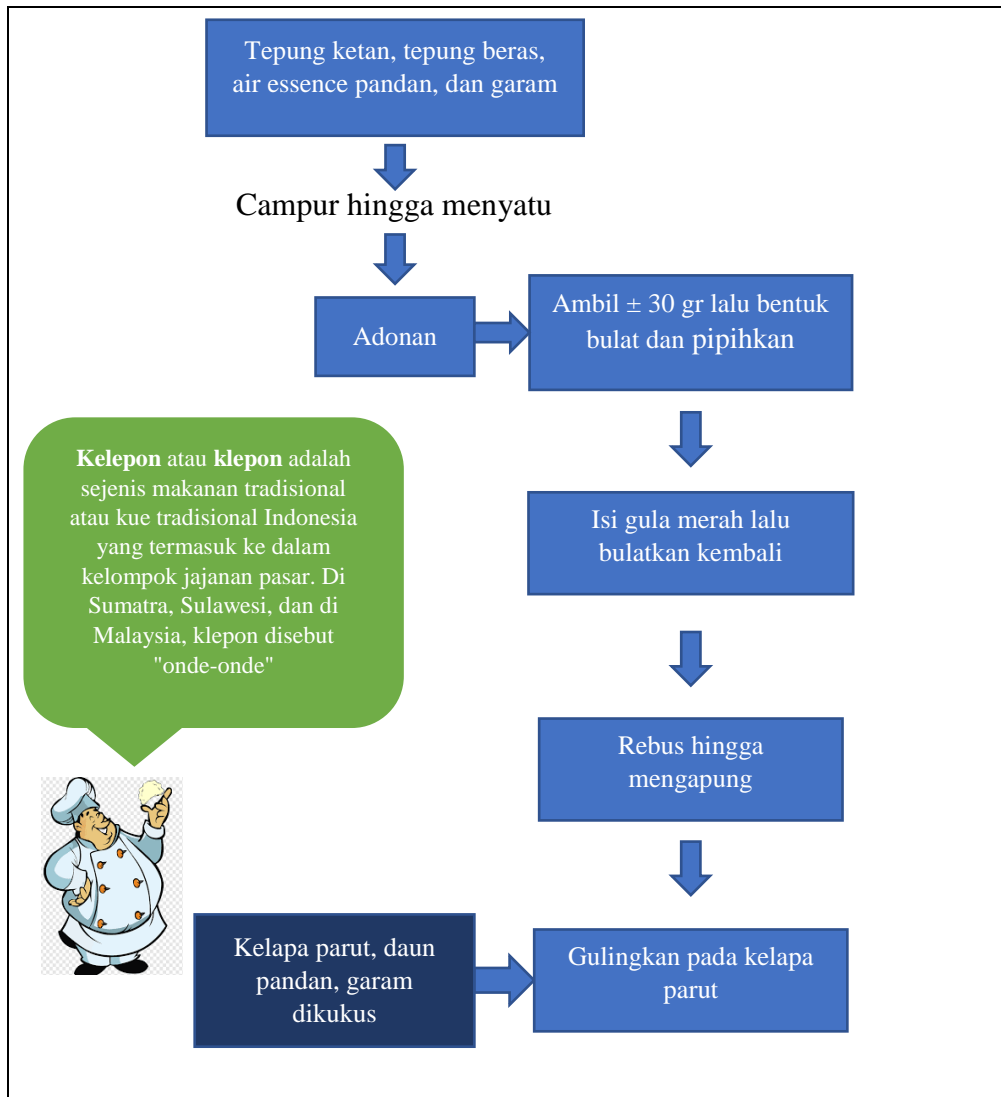 Tepung ketan, tepung beras,
air essence pandan, dan garam
Campur hingga menyatu
Adonan
Ambil ± 30 gr lalu bentuk
bulat dan pipihkan
Kelepon atau klepon adalah
sejenis makanan tradisional
atau kue tradisional Indonesia
yang termasuk ke dalam
kelompok jajanan pasar. Di
Sumatra, Sulawesi, dan di
Malaysia, klepon disebut
"onde-onde"
Isi gula merah lalu
bulatkan kembali
Rebus hingga
mengapung
Kelapa parut, daun
pandan, garam
dikukus
Gulingkan pada kelapa
parut